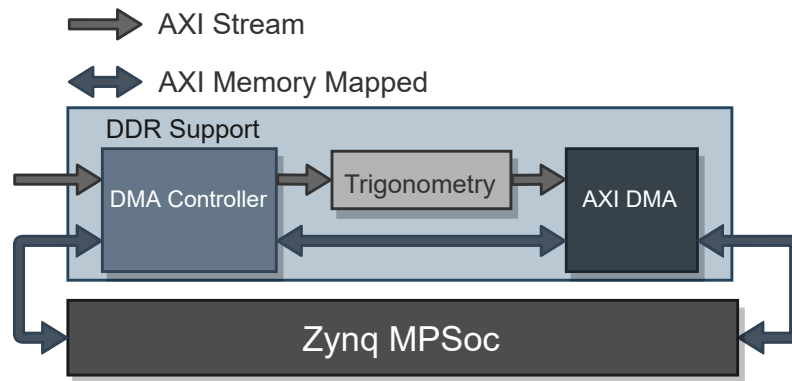 AXI Stream
AXI Memory Mapped
DDR Support
DMA Controller
Trigonometry
AXI DMA
Zynq MPSoc